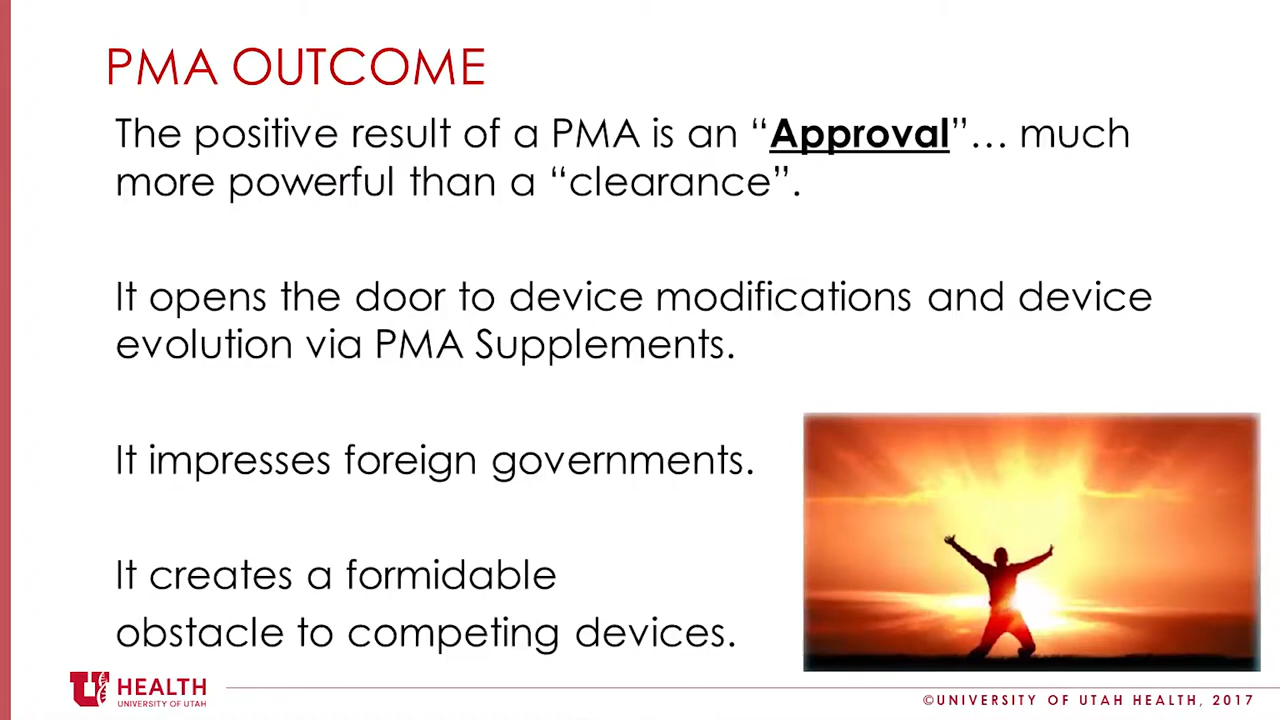 PMA OUTCOME
The positive result of a PMA is an “Approval”… much
more powerful than a “clearance”.
It opens the door to device modifications and device
evolution via PMA Supplements.
It impresses foreign governments.
It creates a formidable
obstacle to competing devices.
U HEALTH
UNIVERSITY OF UTAH
©UNIVERSITY OF UTAH HEALTH, 2017